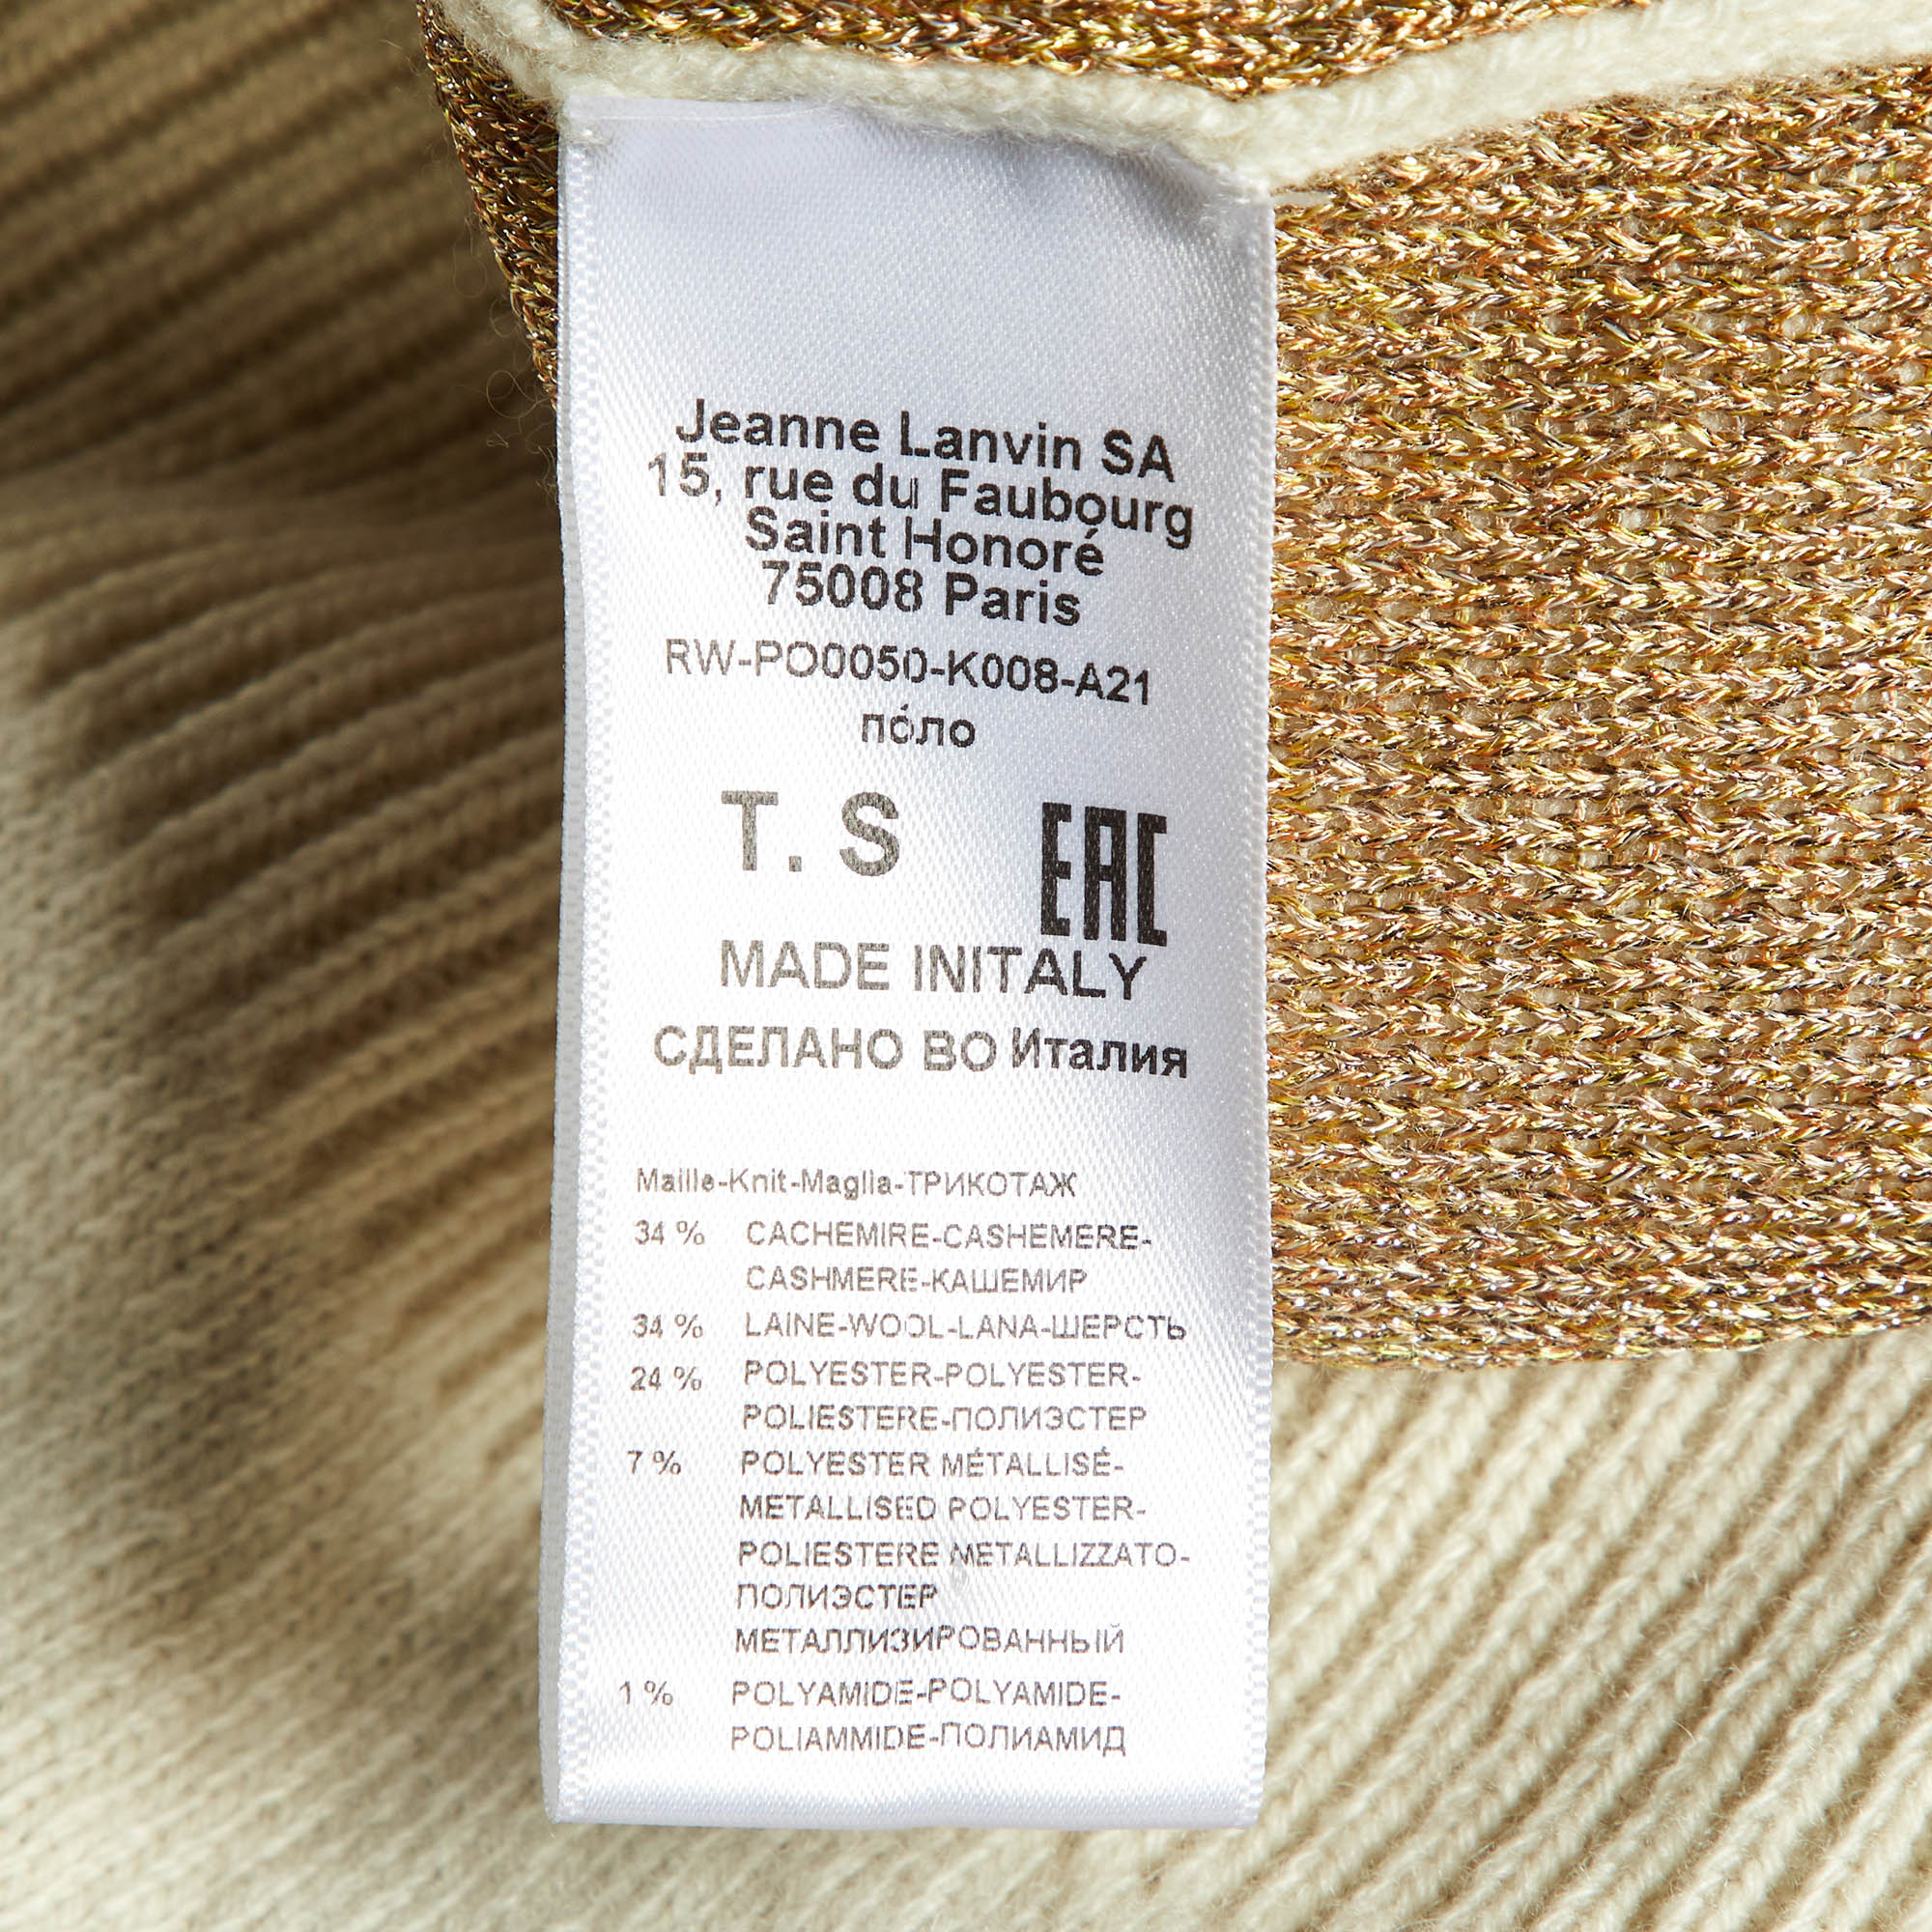 Jeanne Lanvin SA
15, rue du Faubourg
Saint Honoré
75008 Paris
RW-PO0050-K008-A21
по́ло
T. S
EAC
MADE INITALY
СДЕЛАНО ВО Италия
Maille-Knit-Maglia-ТРИКОТАЖ
34 % CACHEMIRE-CASHEMERE-
CASHMERE-КАШЕМИР
34 % LAINE-WOOL-LANA-ШЕРСТЬ
24 % POLYESTER-POLYESTER-
POLIESTERE-ПОЛИЭСТЕР
7 % POLYESTER MÉTALLISÉ-
METALLISED POLYESTER-
POLIESTERE METALLIZZATO-
ПОЛИЭСТЕР
МЕТАЛЛИЗИРОВАННЫЙ
1 % POLYAMIDE-POLYAMIDE-
POLIAMMIDE-ПОЛИАМИД